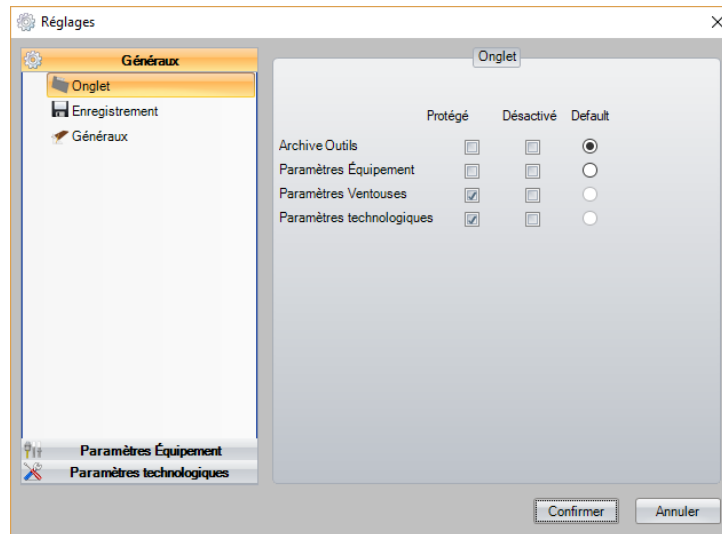 Réglages
Généraux
Onglet
Enregistrement
Généraux
Paramètres Équipement
Paramètres technologiques
Onglet
Protégé Désactivé Default
Archive Outils
Paramètres Équipement
Paramètres Ventouses
Paramètres technologiques
Confirmer Annuler